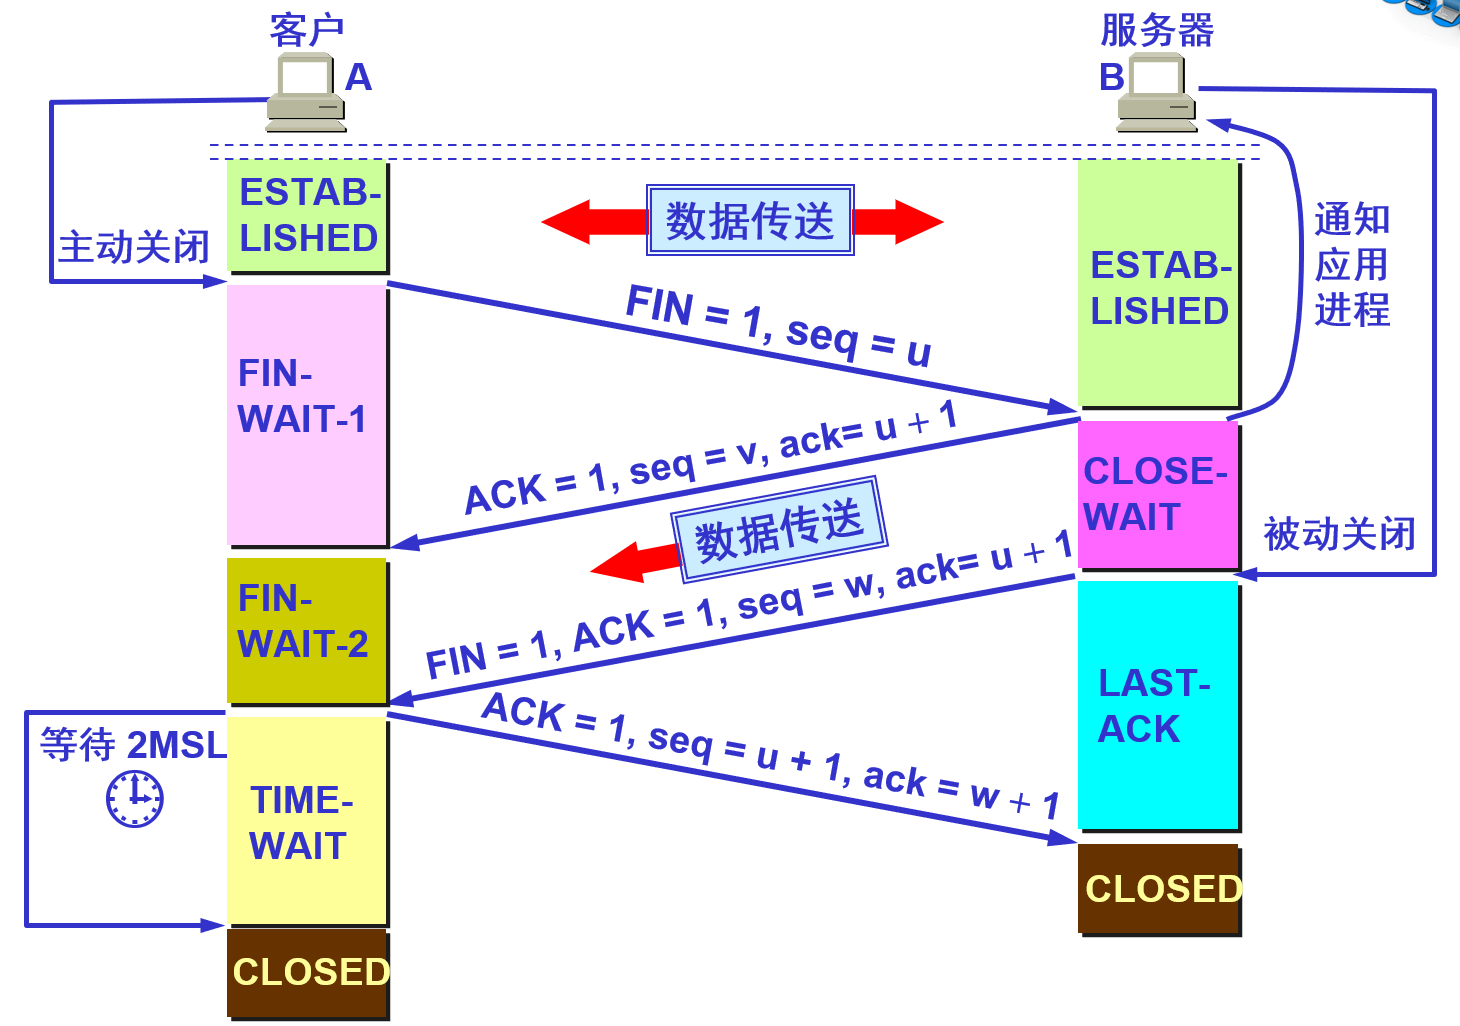 客户
A
服务器
B
ESTAB-
LISHED
数据传送
主动关闭
ESTAB-
LISHED
通知
应用
进程
FIN = 1, seq = u
FIN-
WAIT-1
ACK = 1, seq = v, ack= u + 1
CLOSE-
WAIT
数据传送
被动关闭
FIN-
WAIT-2
FIN = 1, ACK = 1, seq = w, ack= u + 1
LAST-
ACK
等待 2MSL
ACK = 1, seq = u + 1, ack = w + 1
TIME-
WAIT
CLOSED
CLOSED